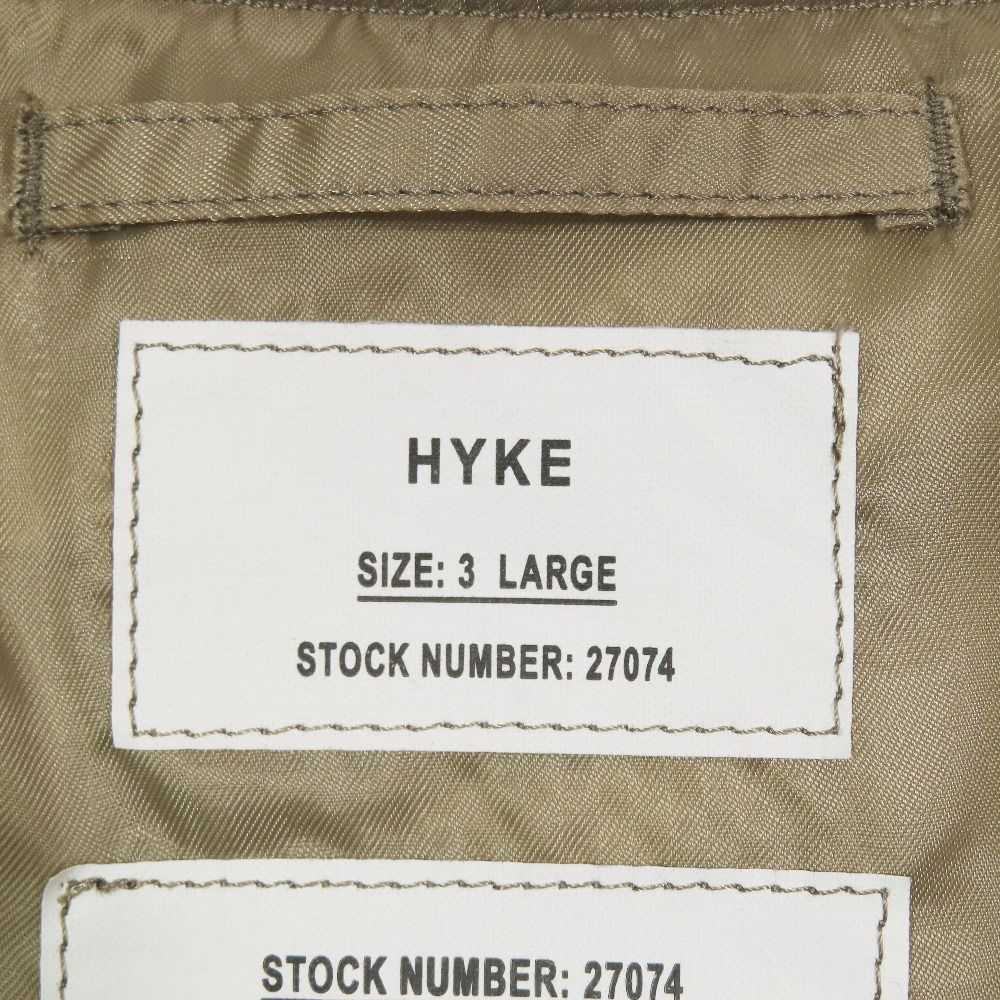 HYKE
SIZE: 3 LARGE
STOCK NUMBER: 27074
STOCK NUMBER: 27074